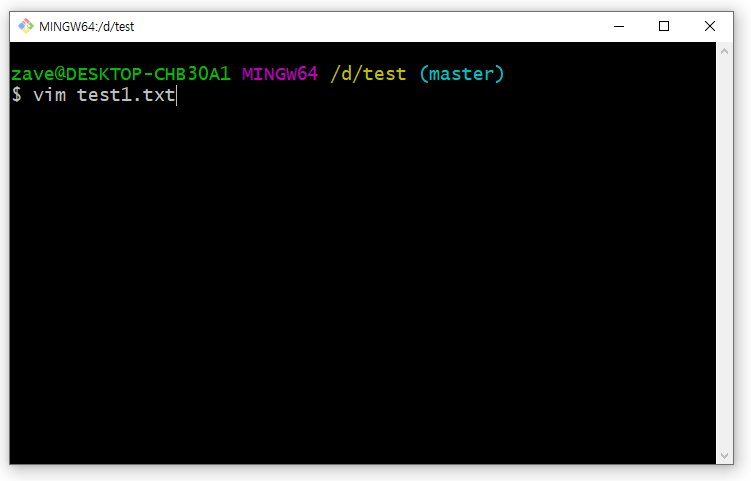 MINGW64:/d/test
zave@DESKTOP-CHB30A1 MINGW64 /d/test (master)
$ vim test1.txt